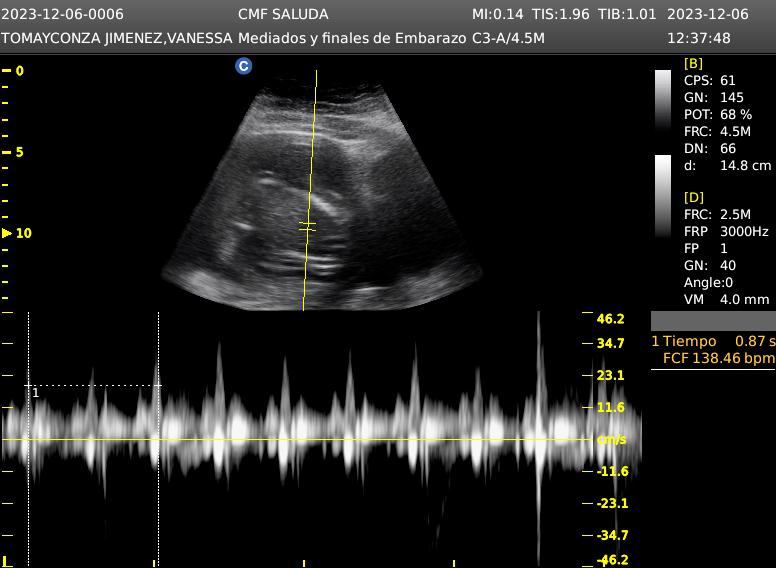 2023-12-06-0006 CMF SALUDA MI:0.14 TIS:1.96 TIB:1.01 2023-12-06
TOMAYCONZA JIMENEZ,VANESSA Mediados y finales de Embarazo C3-A/4.5M 12:37:48
C
0
5
10
[B]
CPS: 61
GN: 145
POT: 68 %
FRC: 4.5M
DN: 66
d: 14.8 cm
[D]
FRC: 2.5M
FRP 3000Hz
FP 1
GN: 40
Angle:0
VM 4.0 mm
1 Tiempo 0.87 s
FCF 138.46 bpm
1
46.2
34.7
23.1
11.6
cm/s
-11.6
-23.1
-34.7
-46.2